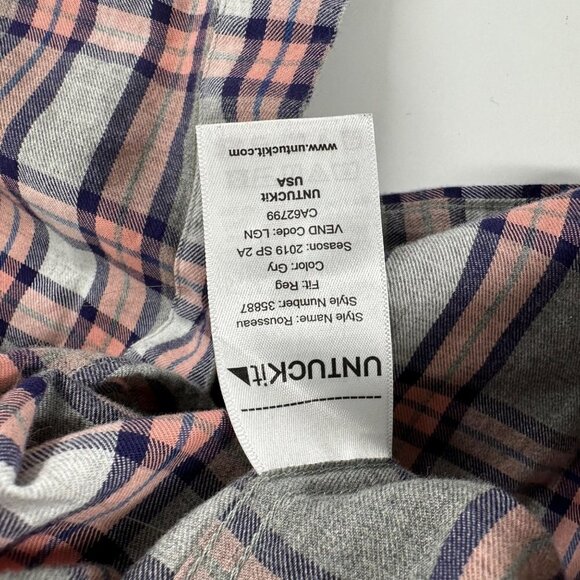 UNTUCKit
Style Name: Rousseau
Style Number: 35887
Fit: Reg
Color: Gry
Season: 2019 SP 2A
VEND Code: LGN
CA62799
UNTUCKit
USA
www.untuckit.com